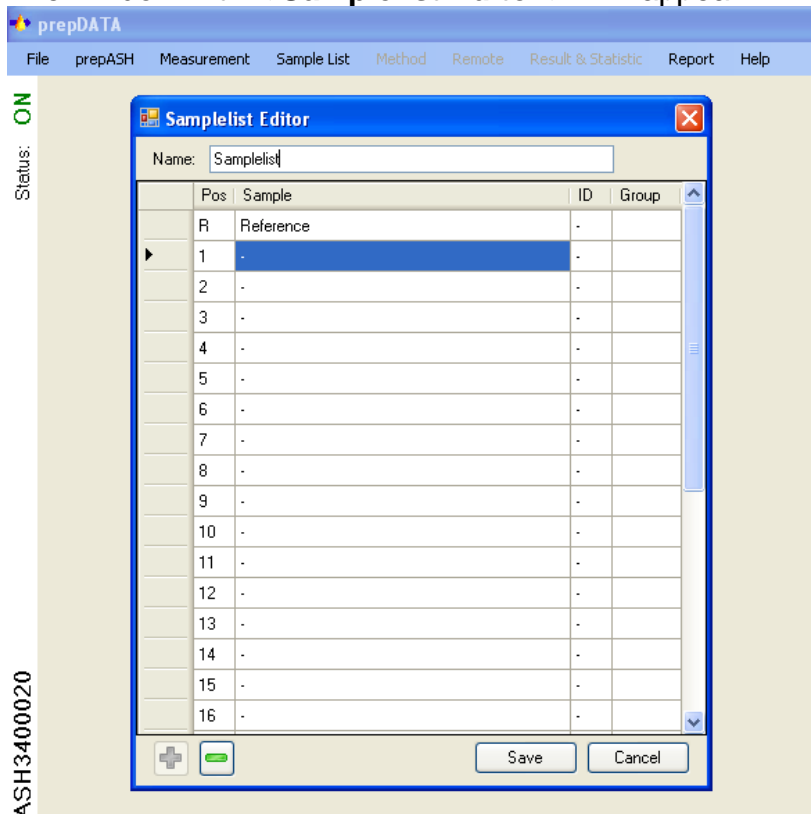 prepDATA
File prepASH Measurement Sample List Method Remote Result & Statistic Report Help
Status: ON
Samplelist Editor
Name: Samplelist
Pos Sample ID Group
R Reference -
1 - -
2 - -
3 - -
4 - -
5 - -
6 - -
7 - -
8 - -
9 - -
10 - -
11 - -
12 - -
13 - -
14 - -
15 - -
16 - -
Save Cancel
ASH3400020